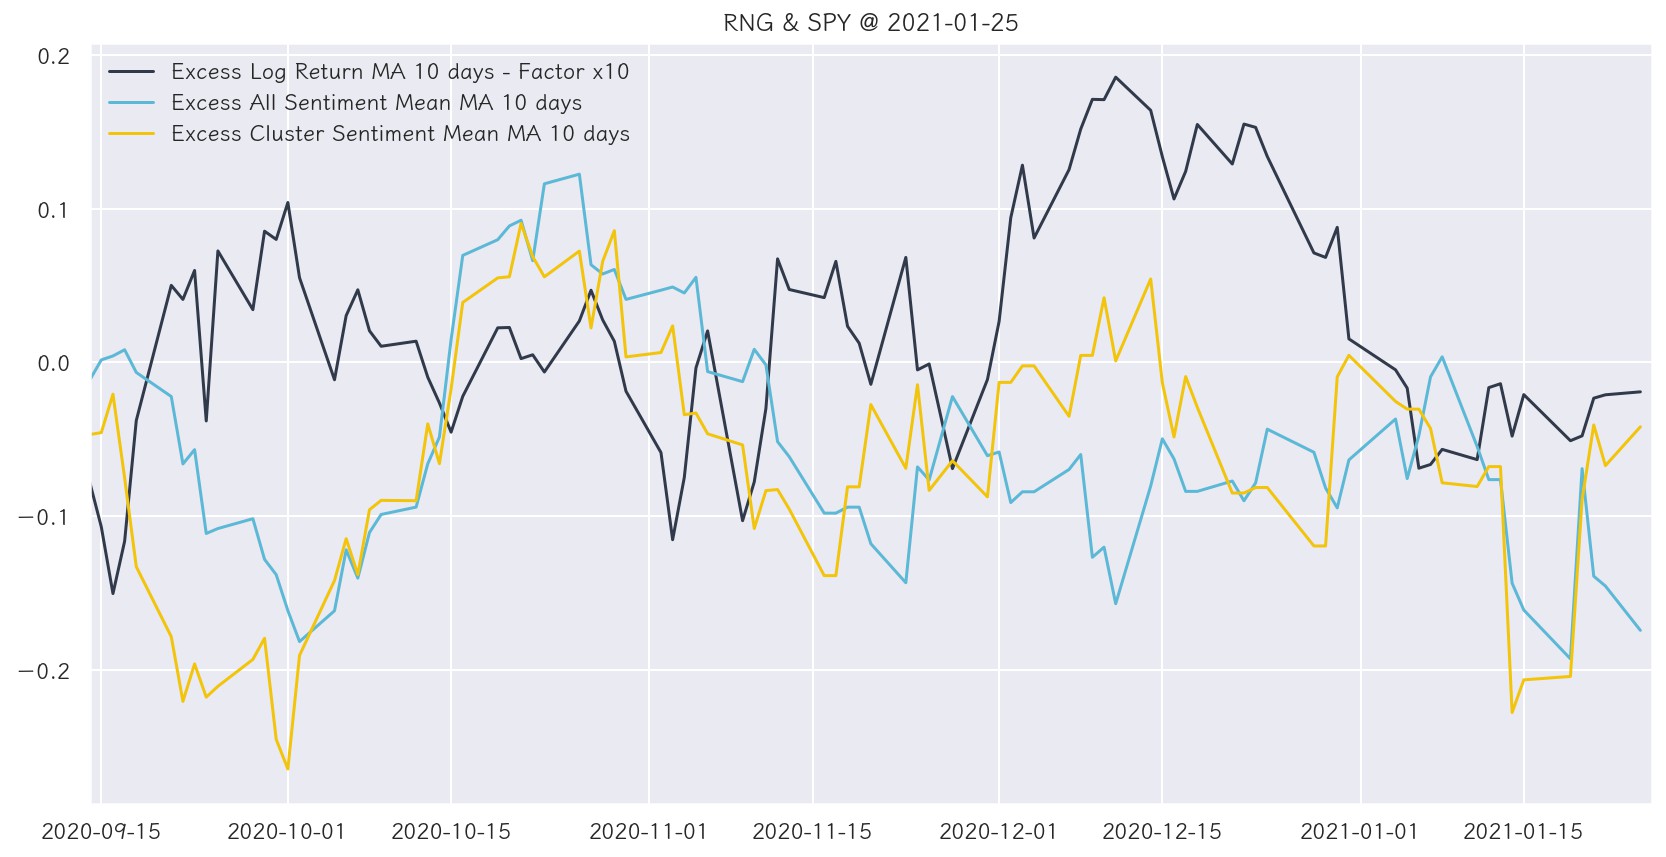 RNG & SPY @ 2021-01-25
Excess Log Return MA 10 days - Factor x10
Excess All Sentiment Mean MA 10 days
Excess Cluster Sentiment Mean MA 10 days
0.2
0.1
0.0
−0.1
−0.2
2020-09-15 2020-10-01 2020-10-15 2020-11-01 2020-11-15 2020-12-01 2020-12-15 2021-01-01 2021-01-15